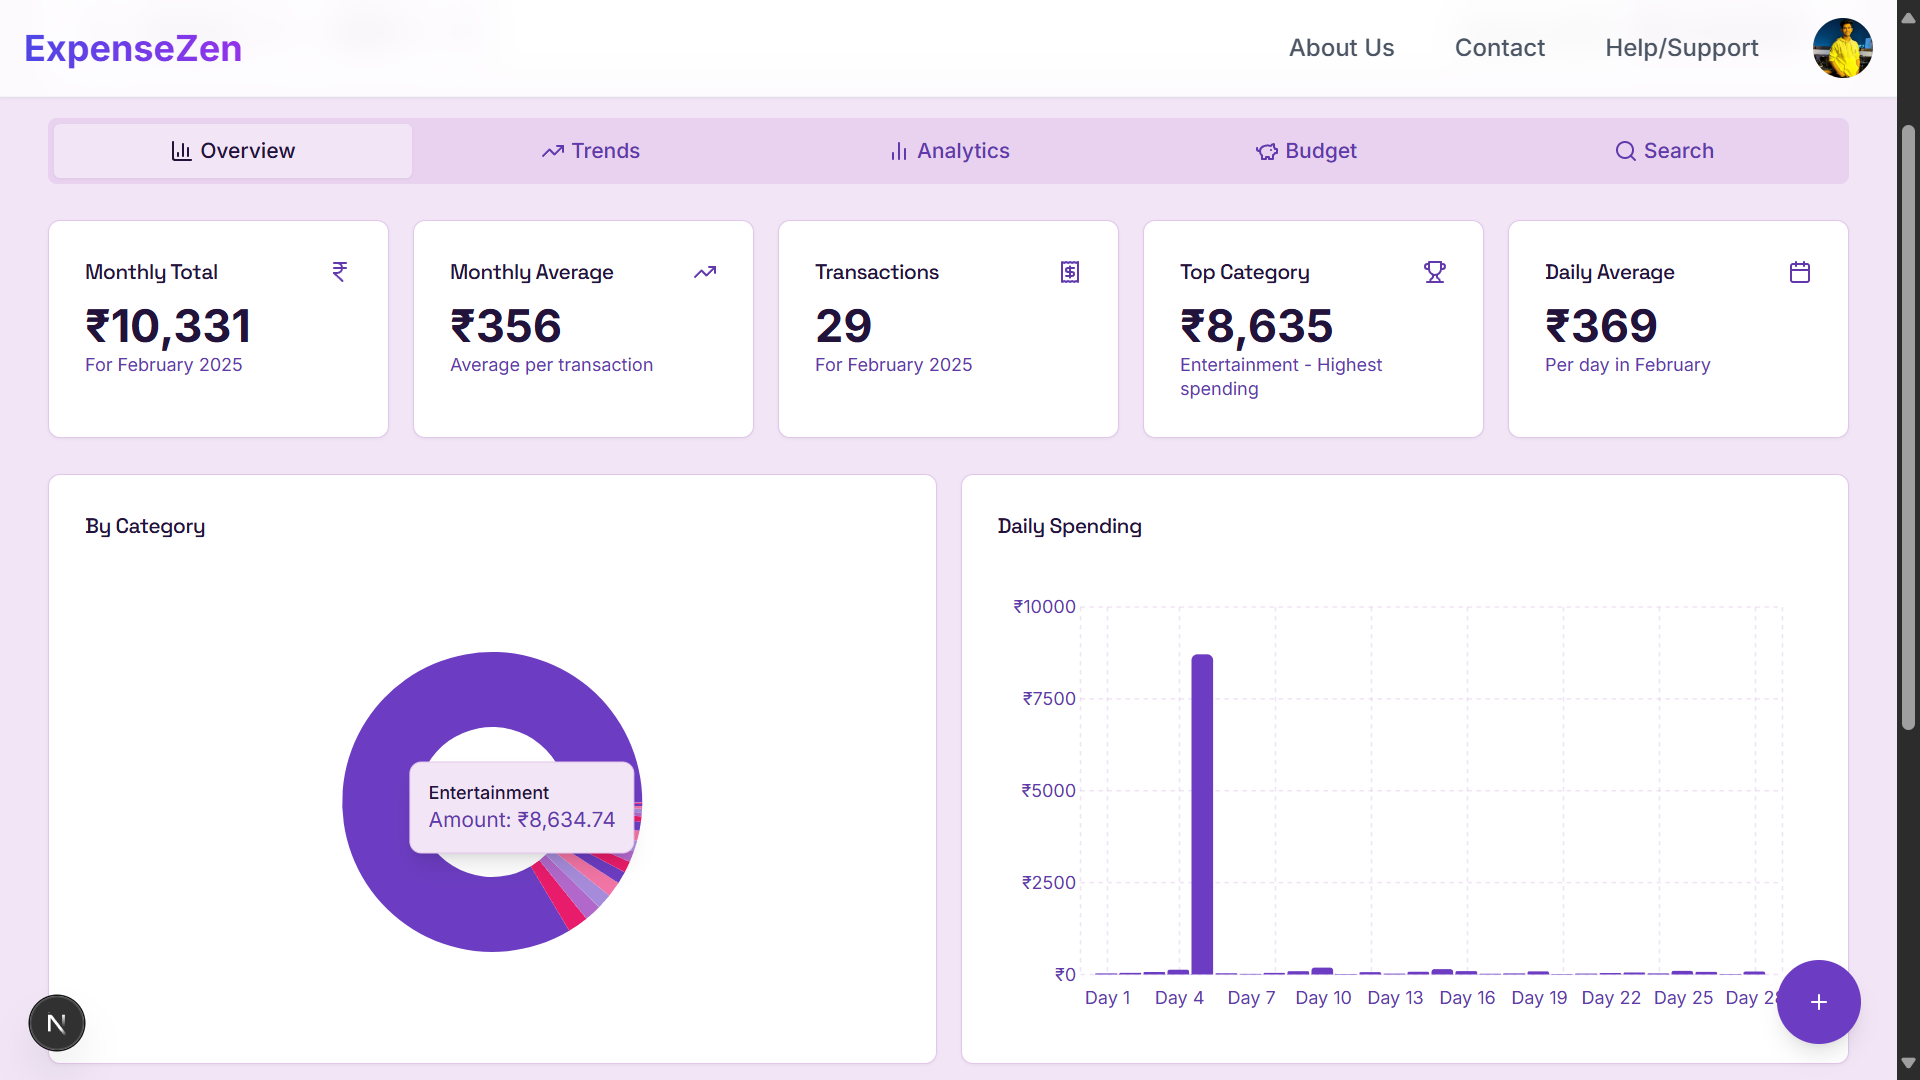 ExpenseZen
About Us
Contact
Help/Support
Overview
Trends
Analytics
Budget
Search
Monthly Total
₹10,331
For February 2025
Monthly Average
₹356
Average per transaction
Transactions
29
For February 2025
Top Category
₹8,635
Entertainment - Highest
spending
Daily Average
₹369
Per day in February
By Category
Entertainment
Amount: ₹8,634.74
Daily Spending
₹10000
₹7500
₹5000
₹2500
₹0
Day 1
Day 4
Day 7
Day 10
Day 13
Day 16
Day 19
Day 22
Day 25
Day 28
+
N